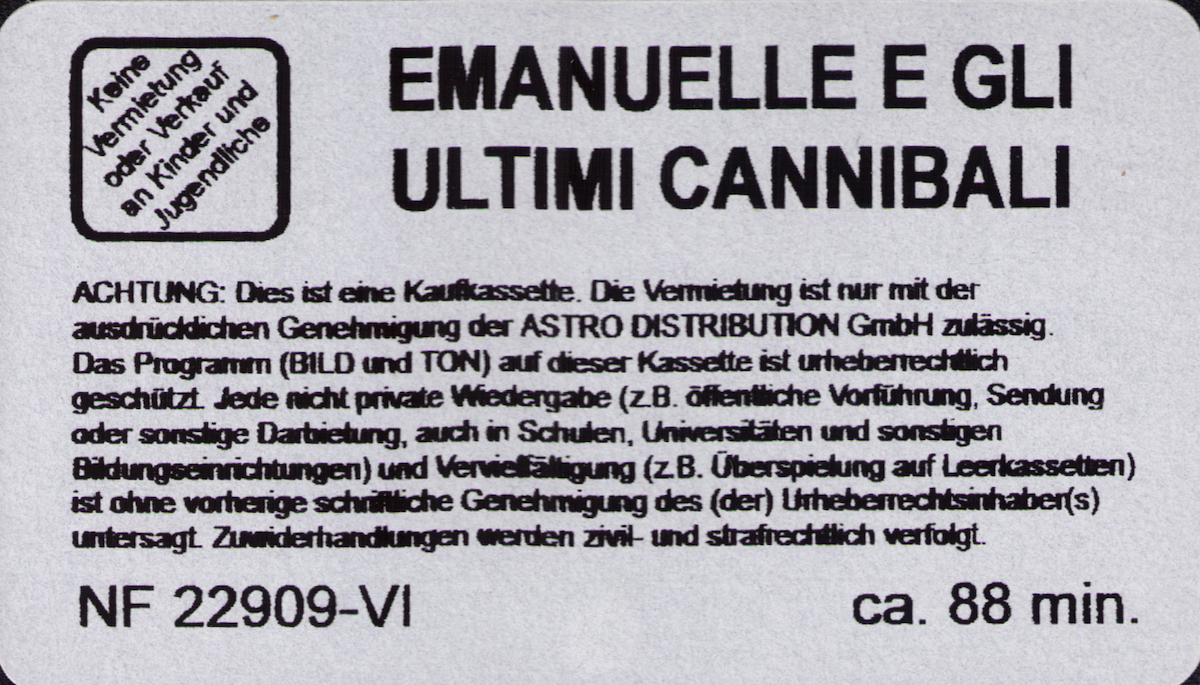 Keine
Vermietung
oder Verkauf
an Kinder und
Jugendliche
EMANUELLE E GLI
ULTIMI CANNIBALI
ACHTUNG: Dies ist eine Kaufkassette. Die Vermietung ist nur mit der
ausdrücklichen Genehmigung der ASTRO DISTRIBUTION GmbH zulässig.
Das Programm (BILD und TON) auf dieser Kassette ist urheberrechtlich
geschützt. Jede nicht private Wiedergabe (z.B. öffentliche Vorführung, Sendung
oder sonstige Darbietung, auch in Schulen, Universitäten und sonstigen
Bildungseinrichtungen) und Vervielfältigung (z.B. Überspielung auf Leerkassetten)
ist ohne vorherige schriftliche Genehmigung des (der) Urheberrechtsinhaber(s)
untersagt. Zuwiderhandlungen werden zivil- und strafrechtlich verfolgt.
NF 22909-VI
ca. 88 min.